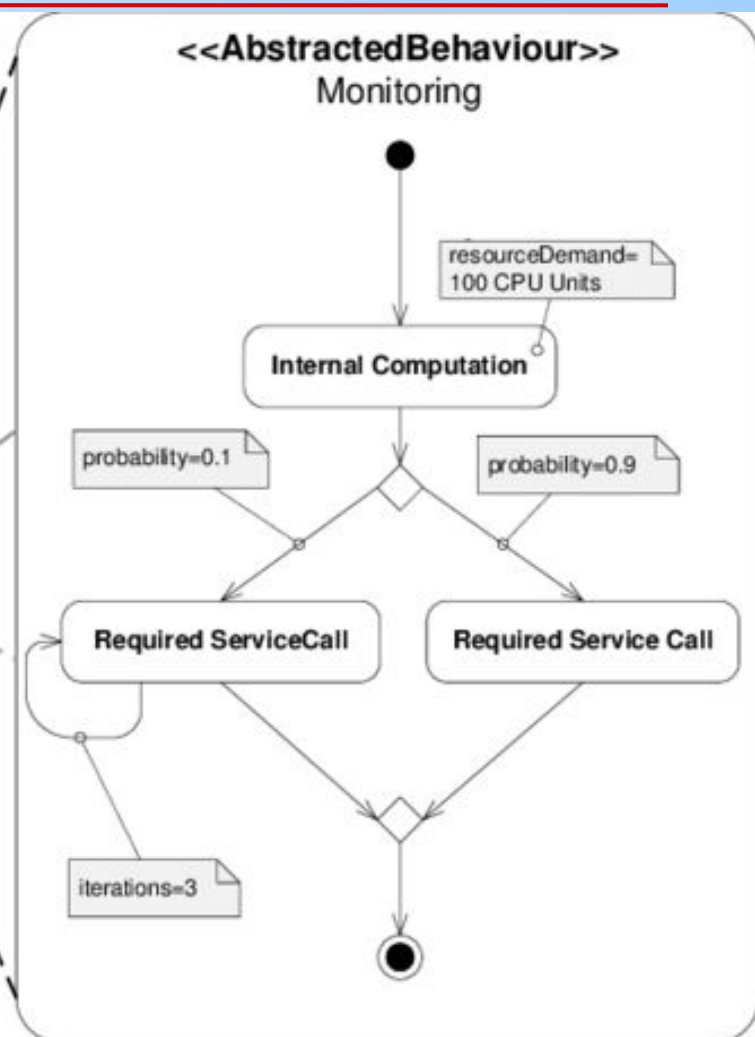 <<AbstractedBehaviour>>
Monitoring
resourceDemand=
100 CPU Units
Internal Computation
probability=0.1
probability=0.9
Required ServiceCall
Required Service Call
iterations=3